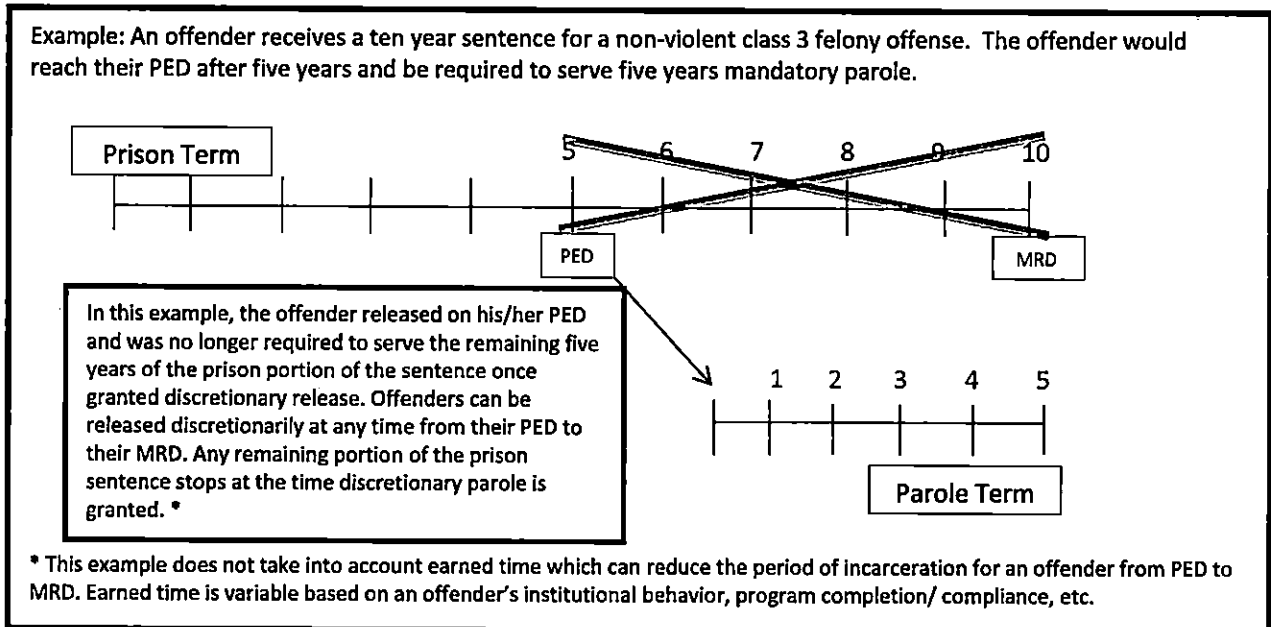 Example: An offender receives a ten year sentence for a non-violent class 3 felony offense. The offender would
reach their PED after five years and be required to serve five years mandatory parole.
Prison Term
5 6 7 8 9 10
PED
MRD
In this example, the offender released on his/her PED
and was no longer required to serve the remaining five
years of the prison portion of the sentence once
granted discretionary release. Offenders can be
released discretionarily at any time from their PED to
their MRD. Any remaining portion of the prison
sentence stops at the time discretionary parole is
granted. *
1 2 3 4 5
Parole Term
* This example does not take into account earned time which can reduce the period of incarceration for an offender from PED to
MRD. Earned time is variable based on an offender's institutional behavior, program completion/ compliance, etc.